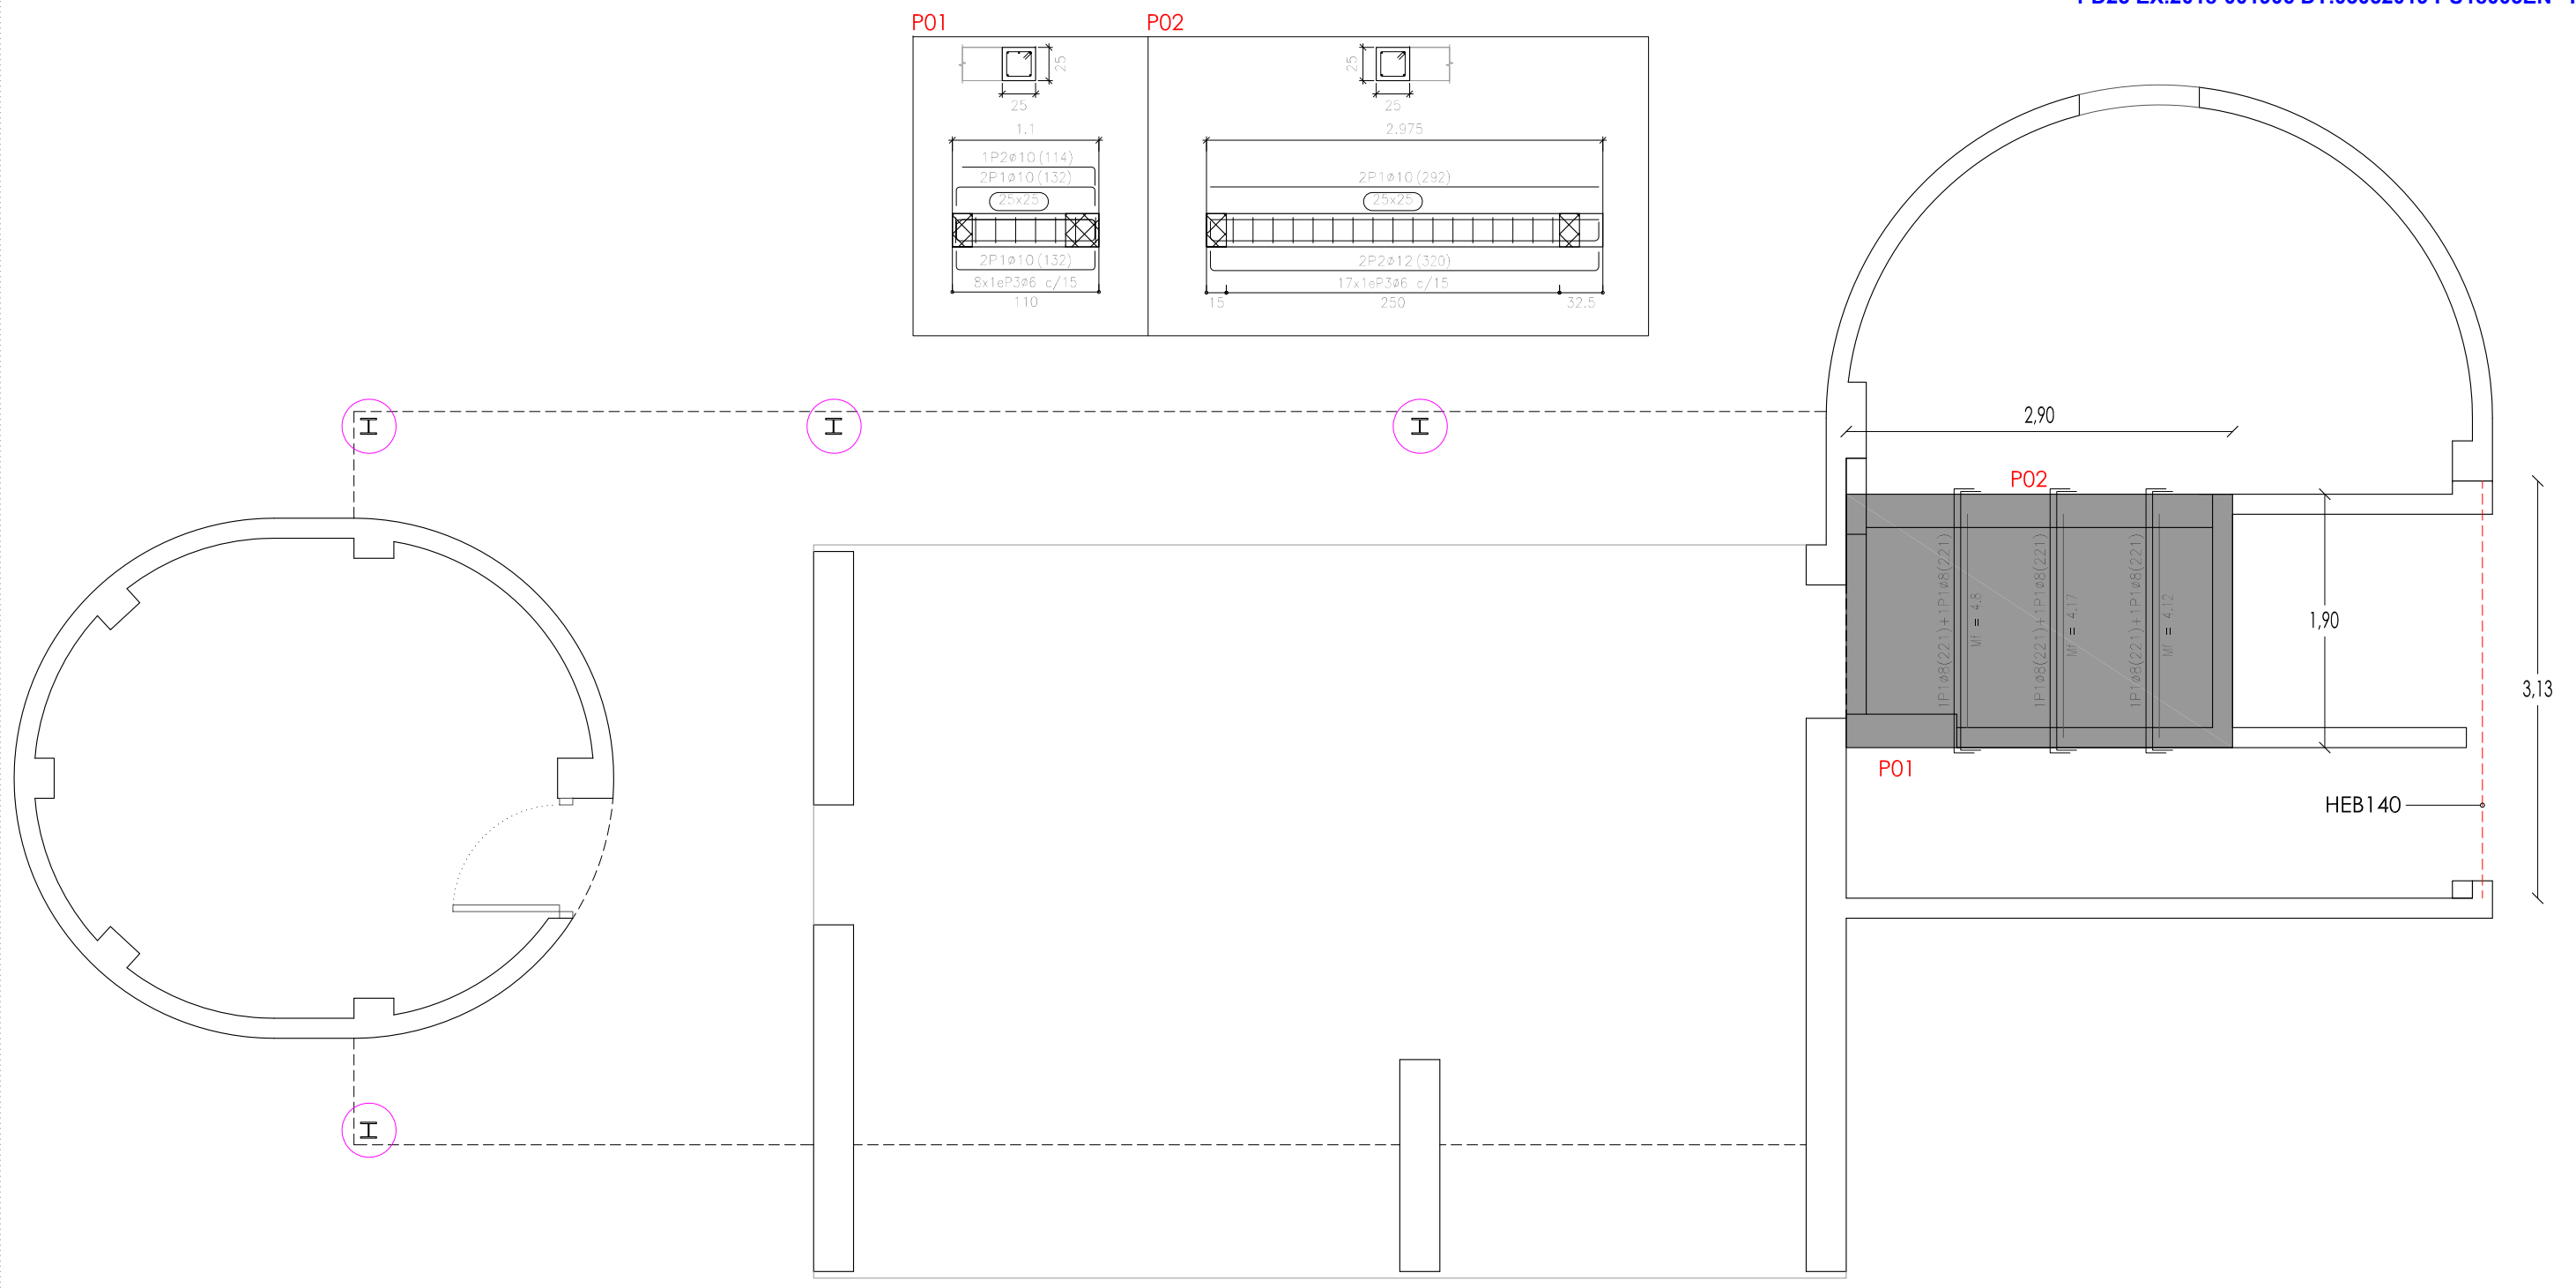 P01
P02
25
25
1.1
1P2ø10(114)
2P1ø10(132)
25x25
2P1ø10(132)
8x1eP3ø6 c/15
110
25
25
2.975
2P1ø10(292)
25x25
2P2ø12(320)
17x1eP3ø6 c/15
15
250
32.5
2,90
P02
1P1ø8(221)+1P1ø8(221)
Mf = 4.8
1P1ø8(221)+1P1ø8(221)
Mf = 4.17
1P1ø8(221)+1P1ø8(221)
Mf = 4.12
1,90
3,13
P01
HEB140